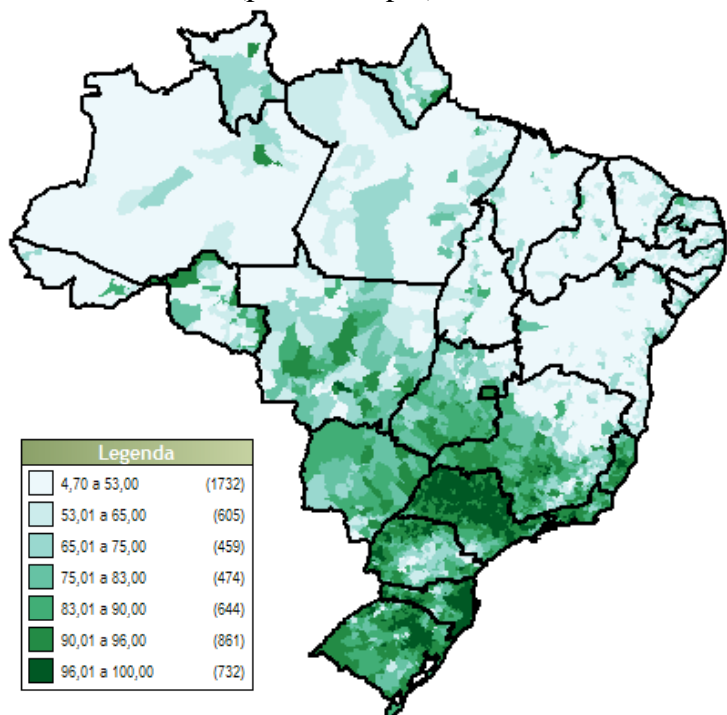 Legenda
4,70 a 53,00 (1732)
53,01 a 65,00 (605)
65,01 a 75,00 (459)
75,01 a 83,00 (474)
83,01 a 90,00 (644)
90,01 a 96,00 (861)
96,01 a 100,00 (732)